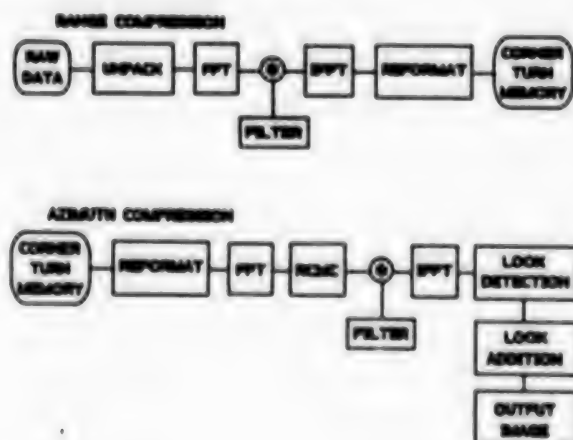 RANGE COMPRESSION
RAW
DATA
UNPACK
FFT
IFFT
REFORMAT
CORNER
TURN
MEMORY
FILTER
AZIMUTH COMPRESSION
CORNER
TURN
MEMORY
REFORMAT
FFT
RCMC
IFFT
LOOK
DETECTION
FILTER
LOOK
ADDITION
OUTPUT
IMAGE